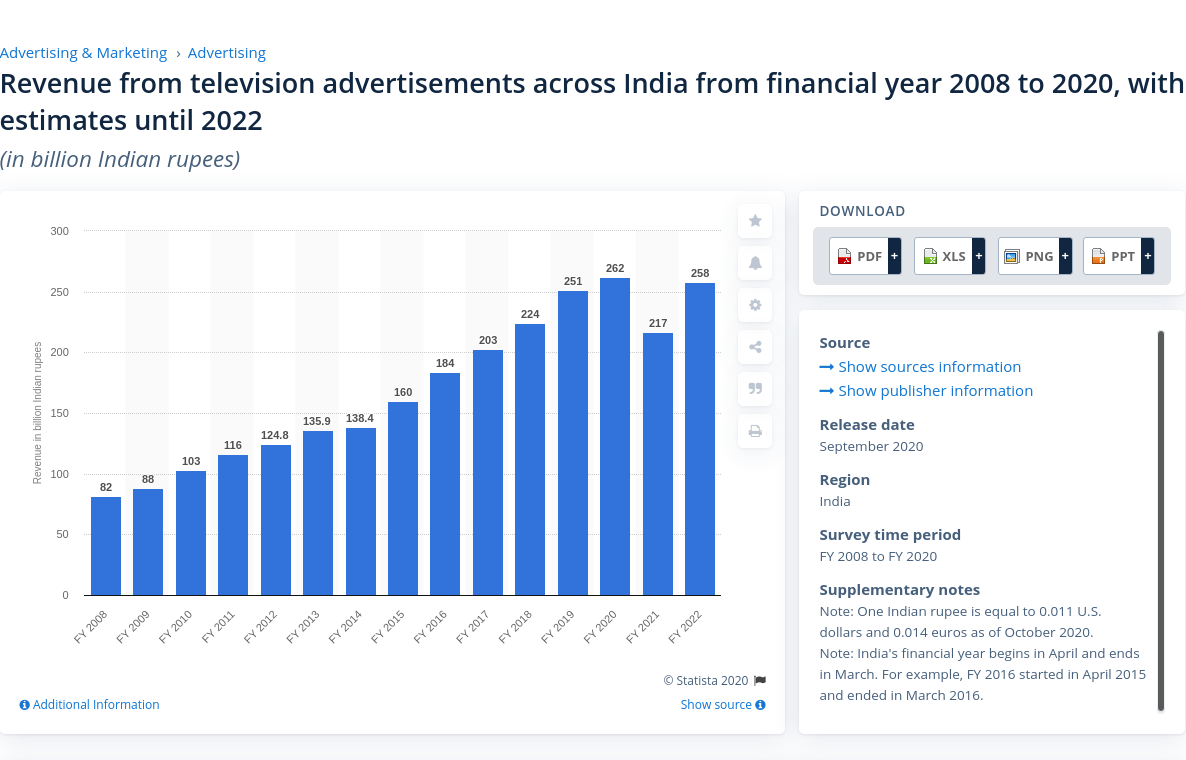 Advertising & Marketing › Advertising
Revenue from television advertisements across India from financial year 2008 to 2020, with
estimates until 2022
(in billion Indian rupees)
300
250
200
150
100
50
0
Revenue in billion Indian rupees
82
88
103
116
124.8
135.9
138.4
160
184
203
224
251
262
217
258
FY 2008
FY 2009
FY 2010
FY 2011
FY 2012
FY 2013
FY 2014
FY 2015
FY 2016
FY 2017
FY 2018
FY 2019
FY 2020
FY 2021
FY 2022
© Statista 2020
Additional Information
Show source
DOWNLOAD
PDF +
XLS +
PNG +
PPT +
Source
Show sources information
Show publisher information
Release date
September 2020
Region
India
Survey time period
FY 2008 to FY 2020
Supplementary notes
Note: One Indian rupee is equal to 0.011 U.S.
dollars and 0.014 euros as of October 2020.
Note: India's financial year begins in April and ends
in March. For example, FY 2016 started in April 2015
and ended in March 2016.